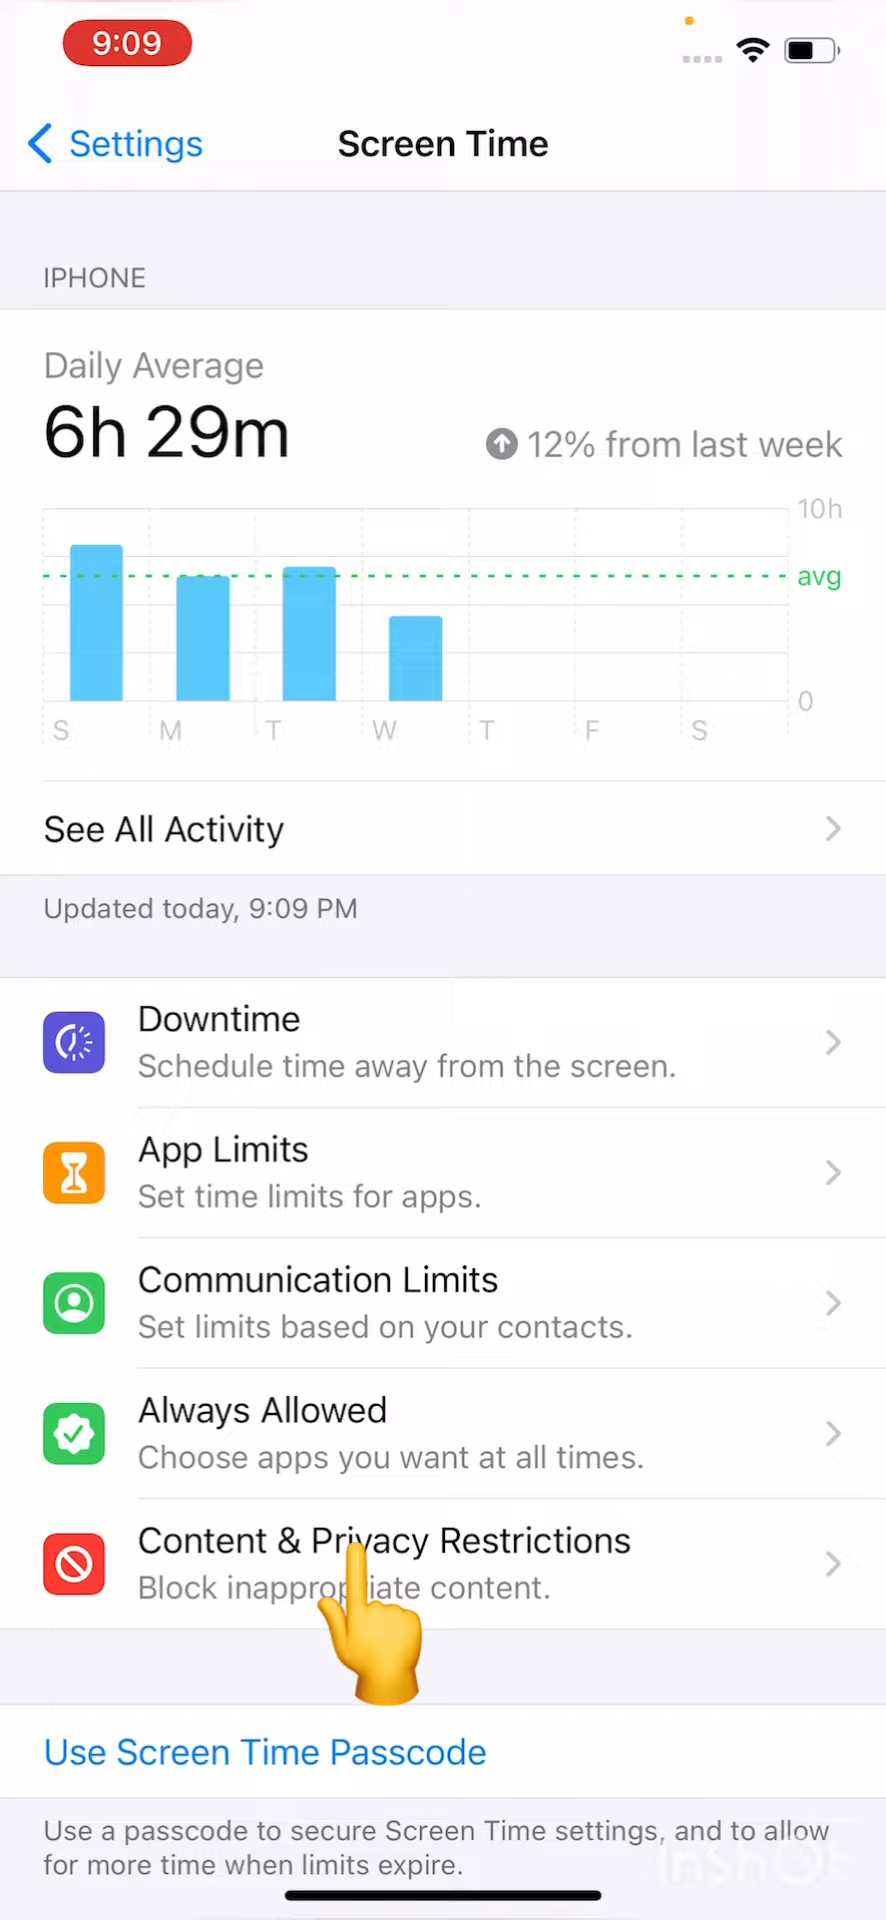 9:09
Settings
Screen Time
IPHONE
Daily Average
6h 29m
12% from last week
10h
avg
0
S M T W T F S
See All Activity
Updated today, 9:09 PM
Downtime
Schedule time away from the screen.
App Limits
Set time limits for apps.
Communication Limits
Set limits based on your contacts.
Always Allowed
Choose apps you want at all times.
Content & Privacy Restrictions
Block inappropriate content.
Use Screen Time Passcode
Use a passcode to secure Screen Time settings, and to allow
for more time when limits expire.
InShOt